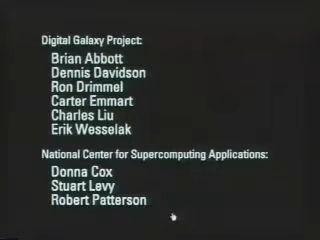 Digital Galaxy Project:
Brian Abbott
Dennis Davidson
Ron Drimmel
Carter Emmart
Charles Liu
Erik Wesselak
National Center for Supercomputing Applications:
Donna Cox
Stuart Levy
Robert Patterson